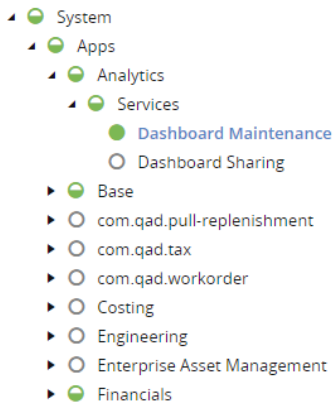 System
Apps
Analytics
Services
Dashboard Maintenance
Dashboard Sharing
Base
com.qad.pull-replenishment
com.qad.tax
com.qad.workorder
Costing
Engineering
Enterprise Asset Management
Financials